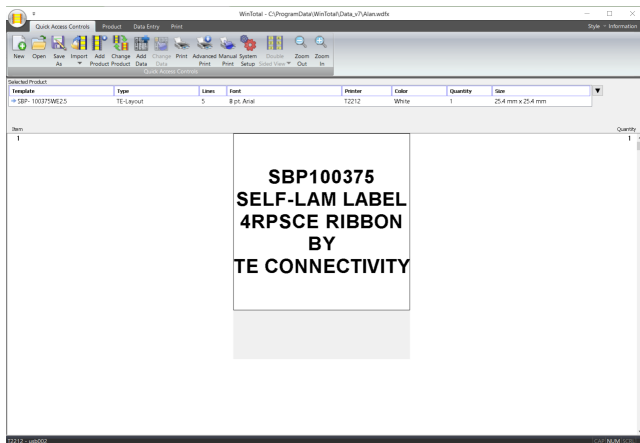 WinTotal - C:\ProgramData\WinTotal\Data_v7\Alan.wdfx
Quick Access Controls Product Data Entry Print Style Information
New Open Save As Import Add Product Change Product Add Data Change Data Print Advanced Print Manual Print System Setup Double Sided View Zoom Out Zoom In
Quick Access Controls
Selected Product
Template Type Lines Font Printer Color Quantity Size
SBP- 100375WE2.5 TE-Layout 5 8 pt. Arial T2212 White 1 25.4 mm x 25.4 mm
Item Quantity
1 1
SBP100375
SELF-LAM LABEL
4RPSCE RIBBON
BY
TE CONNECTIVITY
T2212 - usb002 CAP NUM SCRL